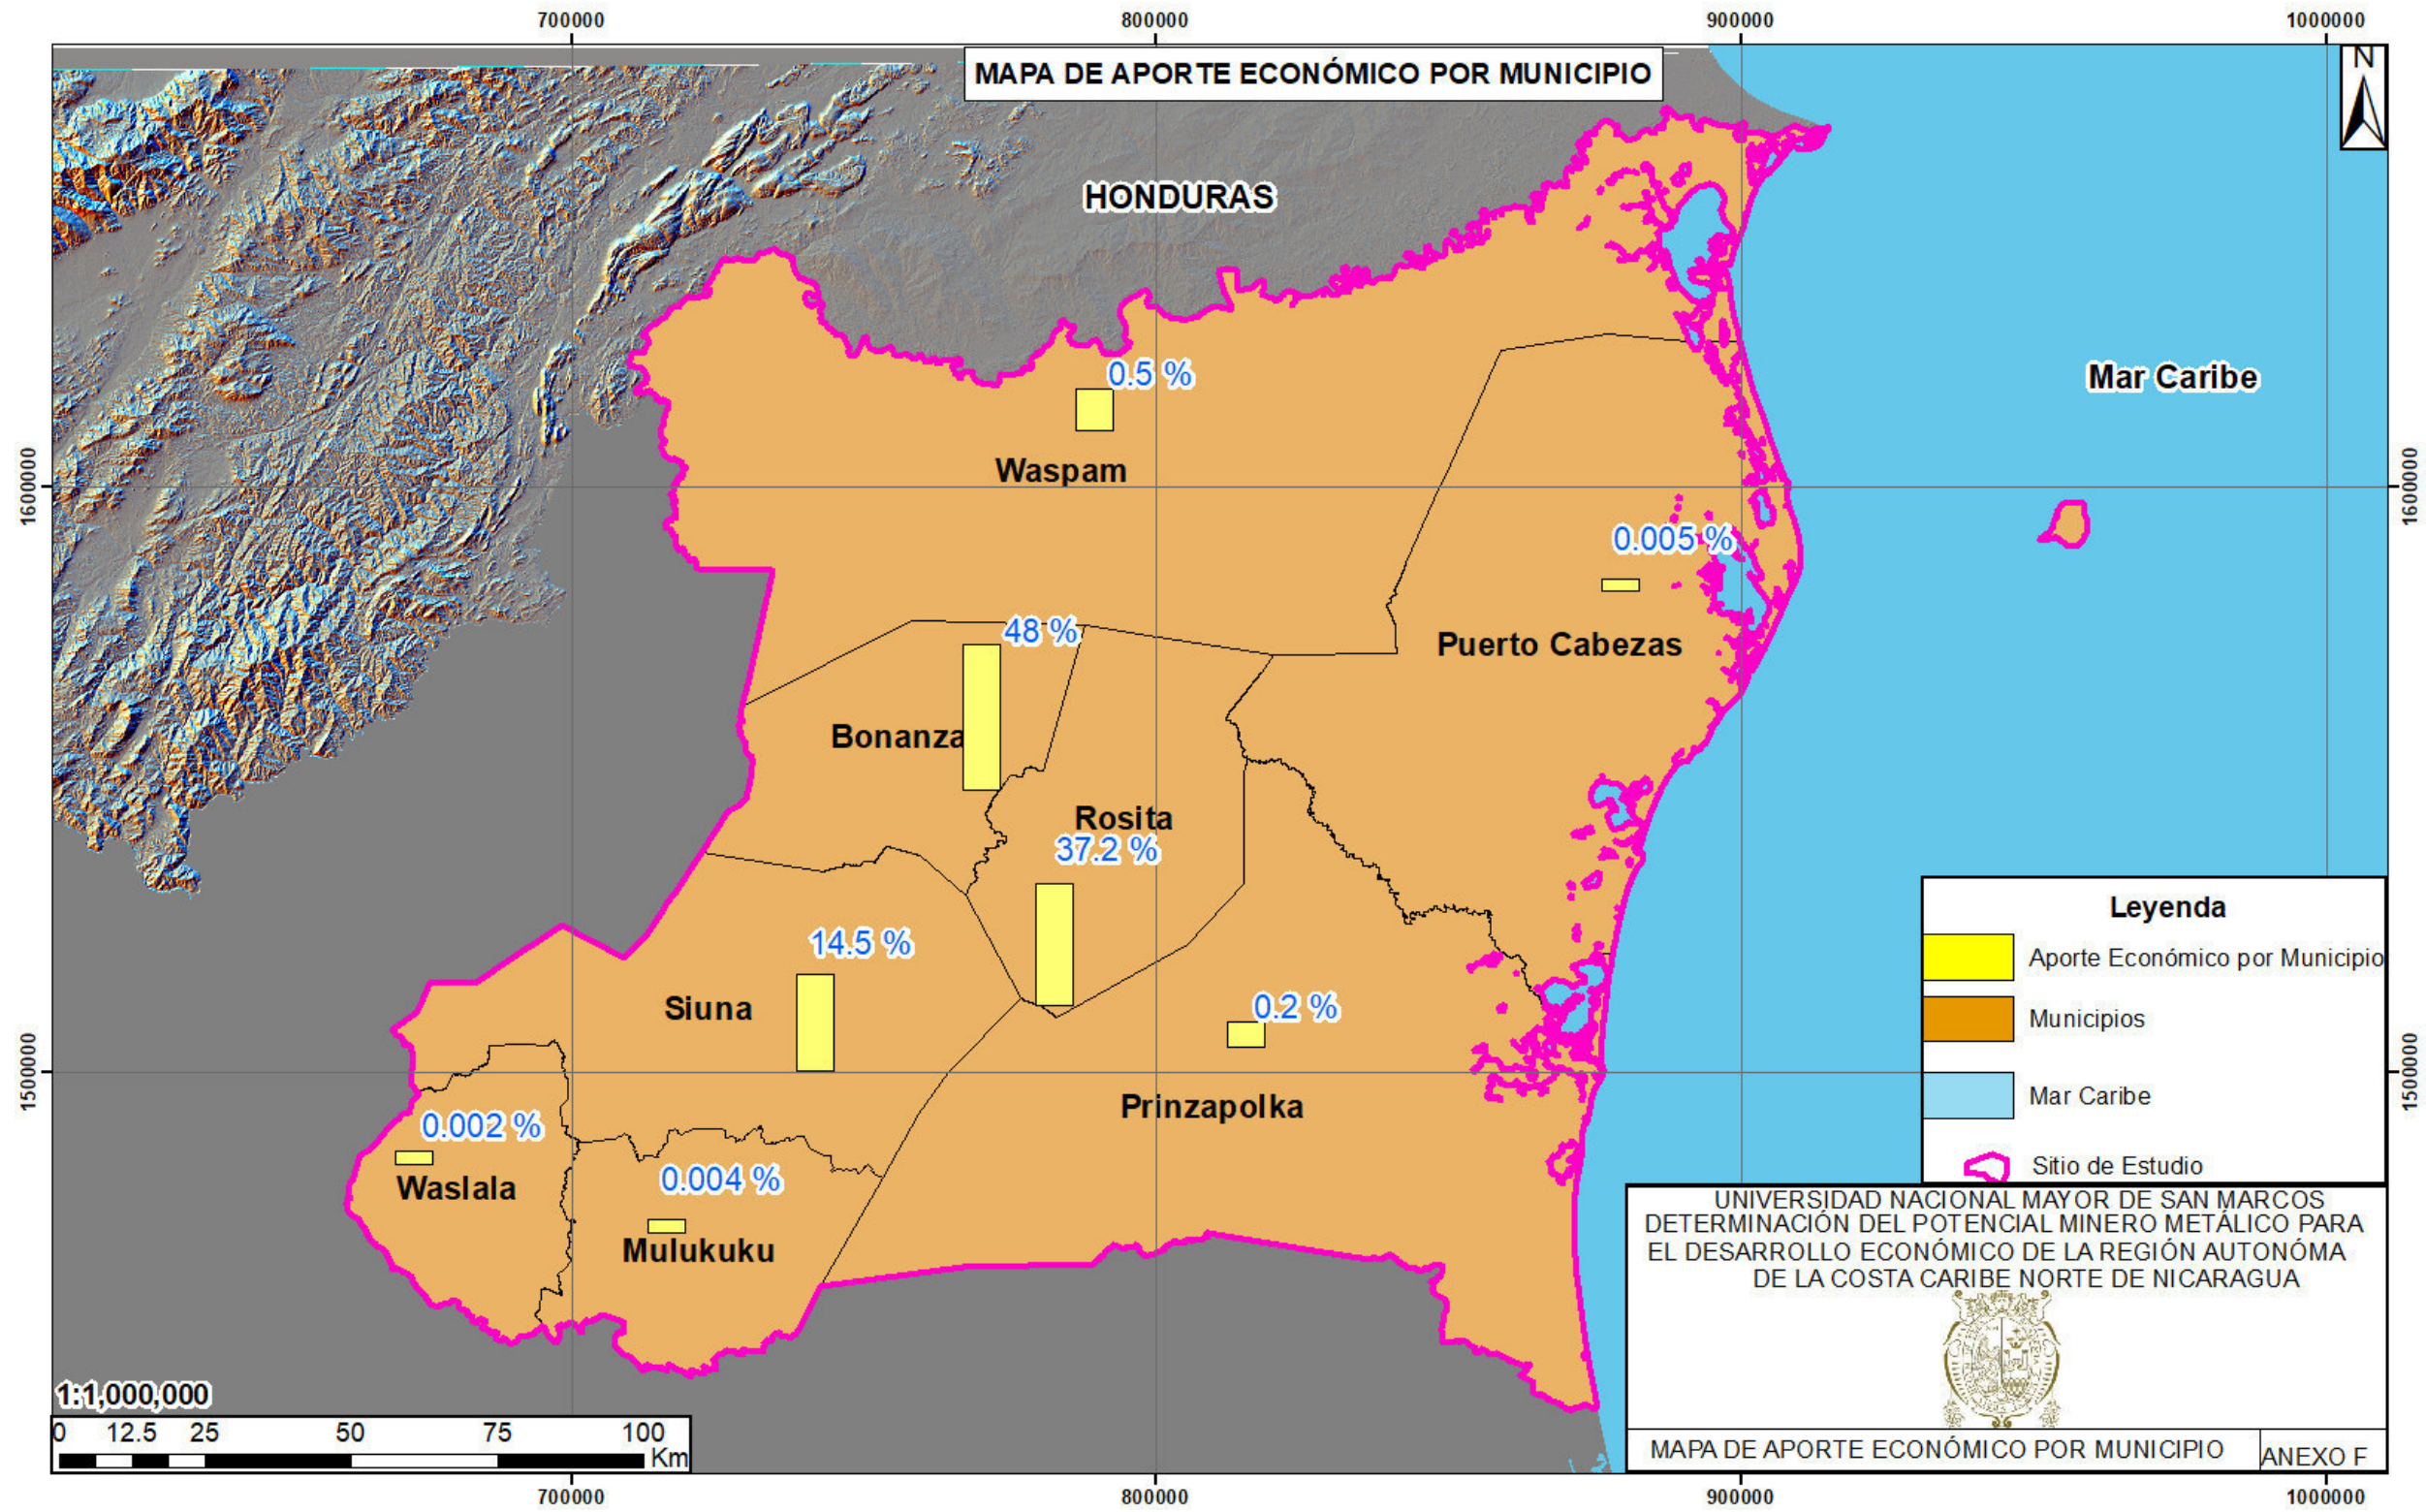 700000
800000
900000
1000000
MAPA DE APORTE ECONÓMICO POR MUNICIPIO
N
HONDURAS
Mar Caribe
0.5 %
Waspam
1600000
1600000
0.005 %
Puerto Cabezas
48 %
Bonanza
Rosita
37.2 %
14.5 %
Siuna
0.2 %
Prinzapolka
1500000
1500000
0.002 %
Waslala
0.004 %
Mulukuku
Leyenda
Aporte Económico por Municipio
Municipios
Mar Caribe
Sitio de Estudio
UNIVERSIDAD NACIONAL MAYOR DE SAN MARCOS
DETERMINACIÓN DEL POTENCIAL MINERO METÁLICO PARA
EL DESARROLLO ECONÓMICO DE LA REGIÓN AUTONÓMA
DE LA COSTA CARIBE NORTE DE NICARAGUA
MAPA DE APORTE ECONÓMICO POR MUNICIPIO
ANEXO F
1:1,000,000
0 12.5 25 50 75 100
Km
700000
800000
900000
1000000